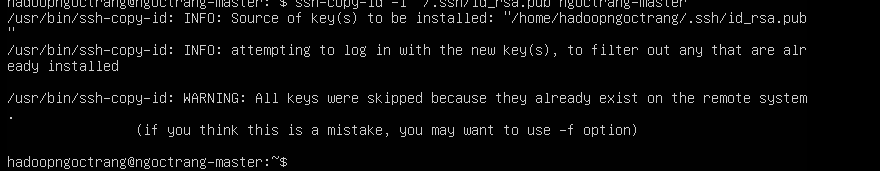 hadoopngoctrang@ngoctrang-master:~$ ssh-copy-id -i ~/.ssh/id_rsa.pub ngoctrang-master
/usr/bin/ssh-copy-id: INFO: Source of key(s) to be installed: "/home/hadoopngoctrang/.ssh/id_rsa.pub
"
/usr/bin/ssh-copy-id: INFO: attempting to log in with the new key(s), to filter out any that are alr
eady installed
/usr/bin/ssh-copy-id: WARNING: All keys were skipped because they already exist on the remote system
.
(if you think this is a mistake, you may want to use -f option)
hadoopngoctrang@ngoctrang-master:~$